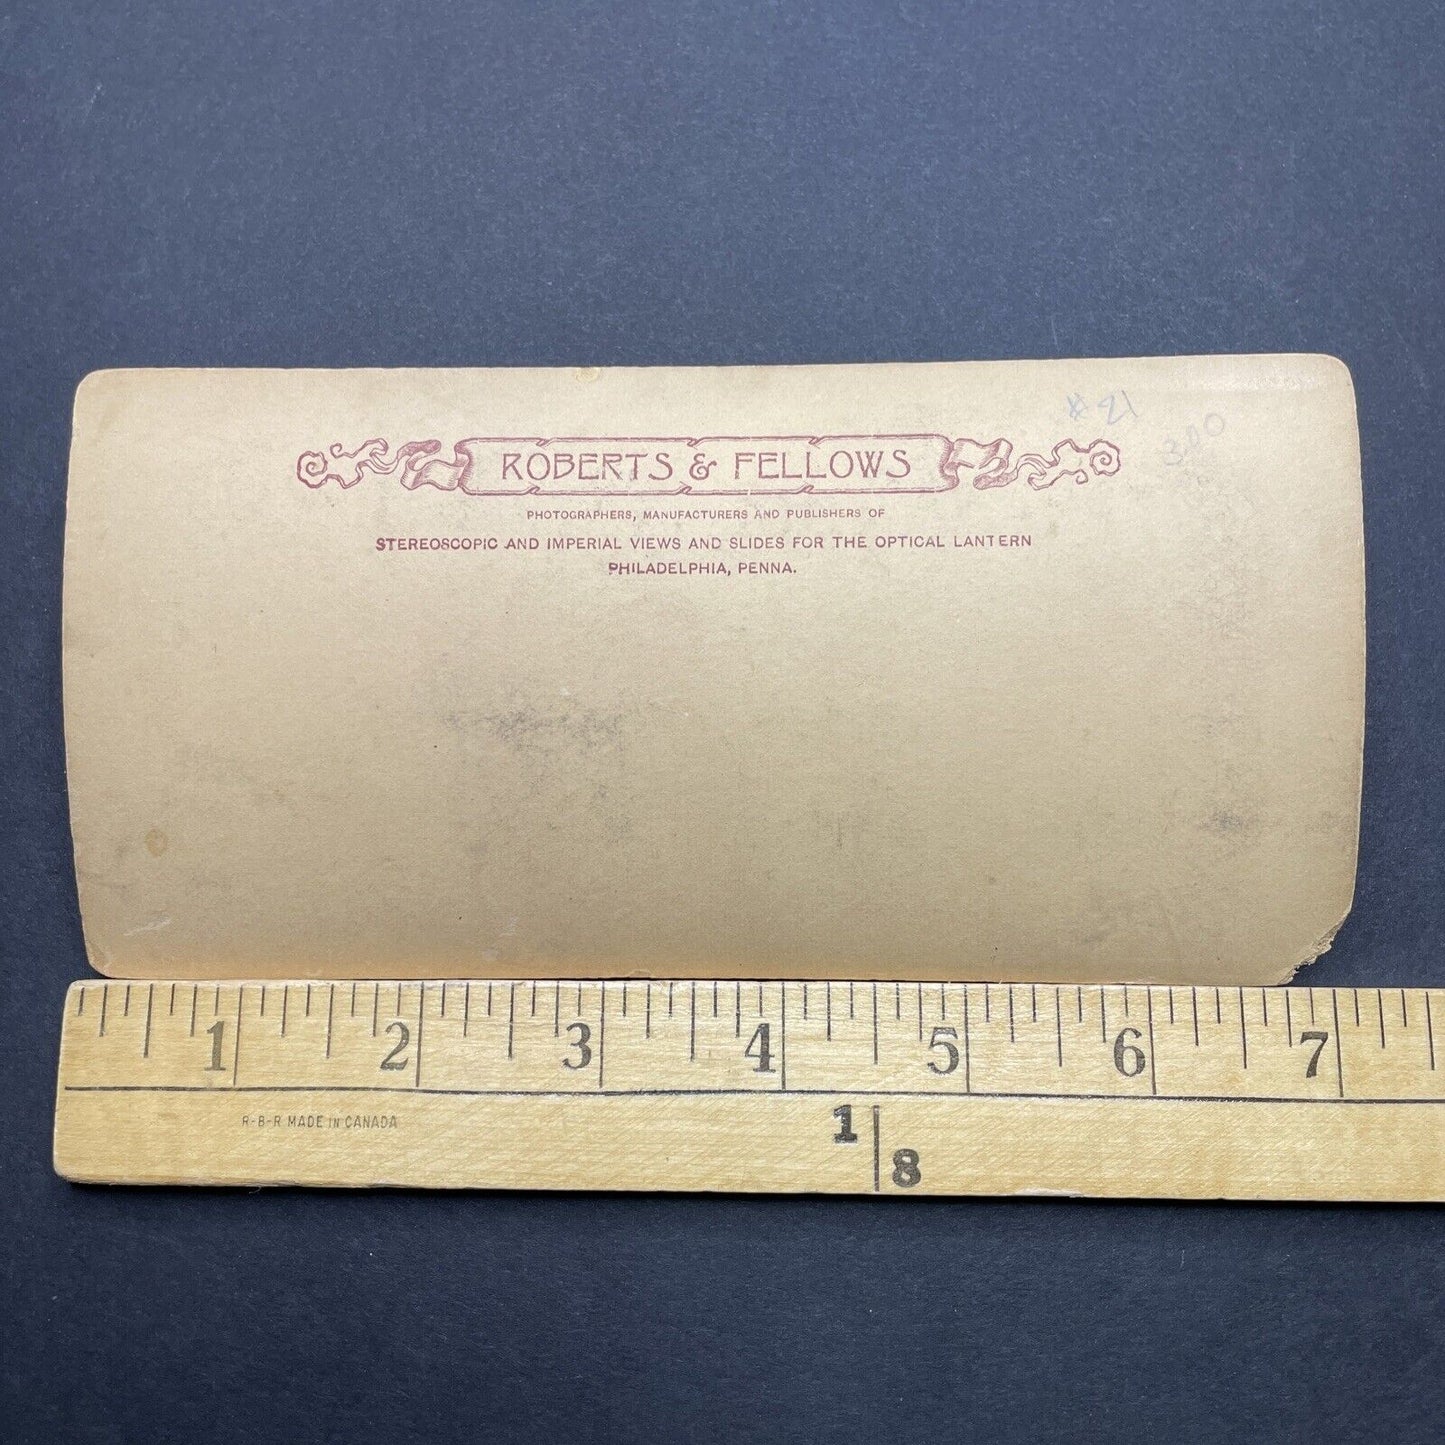 # 21
300
ROBERTS & FELLOWS
PHOTOGRAPHERS, MANUFACTURERS AND PUBLISHERS OF
STEREOSCOPIC AND IMPERIAL VIEWS AND SLIDES FOR THE OPTICAL LANTERN
PHILADELPHIA, PENNA.
1 2 3 4 5 6 7
R-B-R MADE IN CANADA
1
8